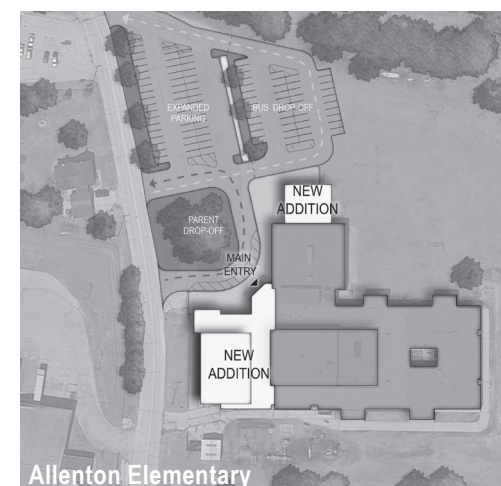 EXPANDED
PARKING
BUS DROP-OFF
NEW
ADDITION
PARENT
DROP-OFF
MAIN
ENTRY
NEW
ADDITION
Allenton Elementary